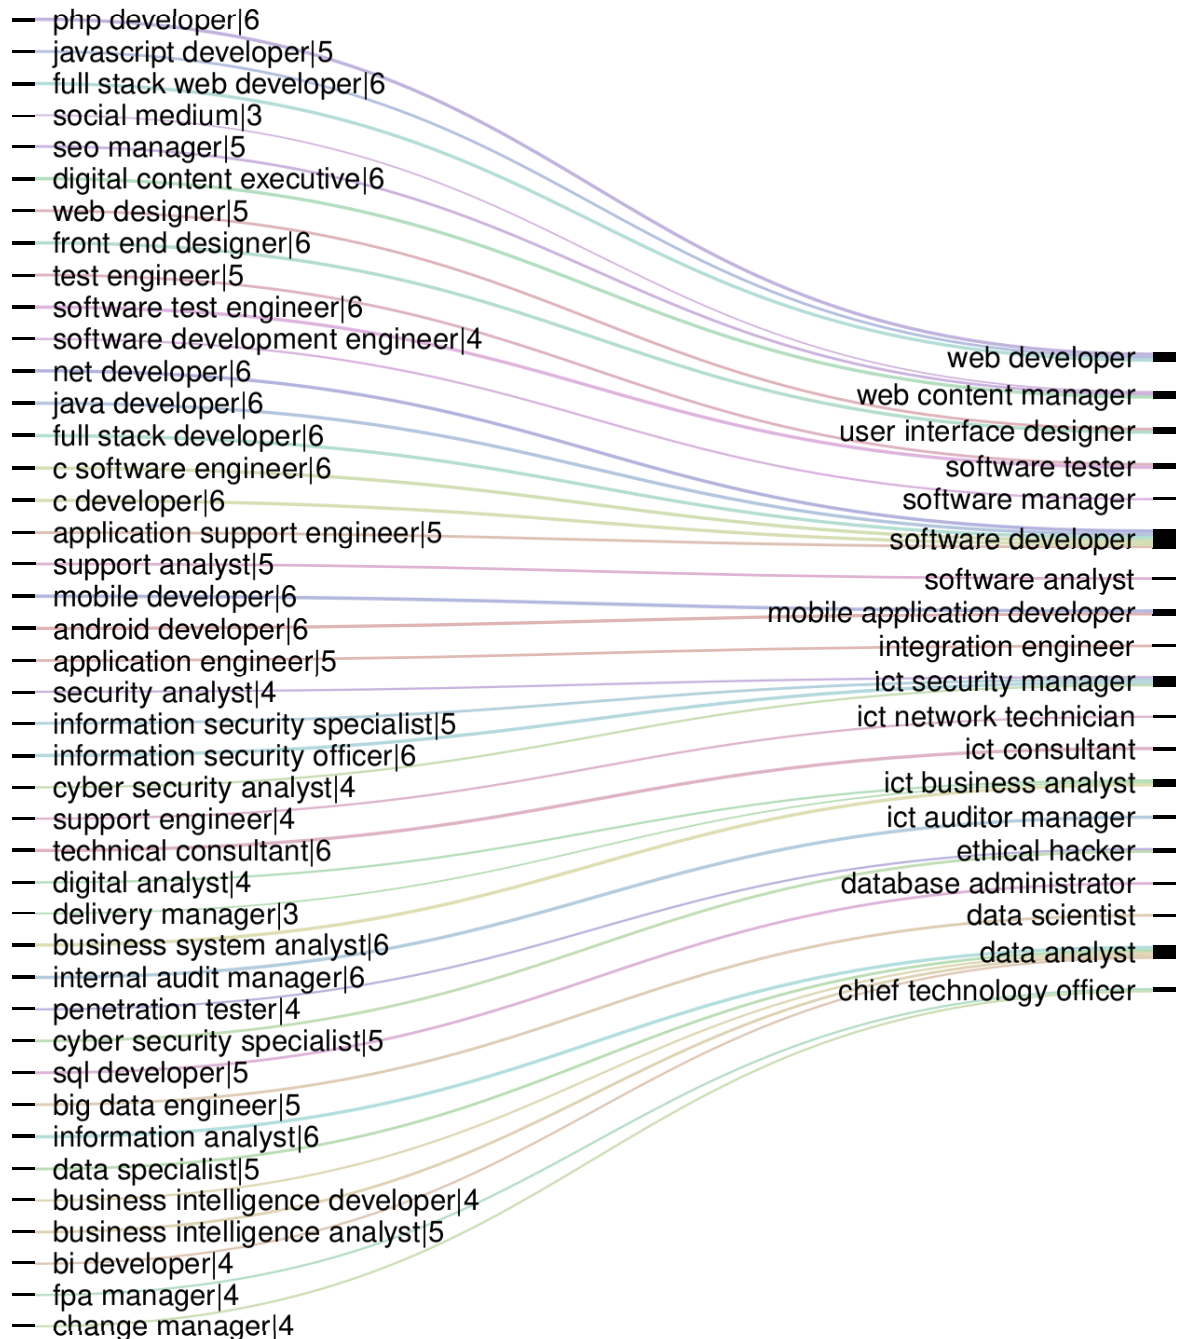 php developer|6
javascript developer|5
full stack web developer|6
social medium|3
seo manager|5
digital content executive|6
web designer|5
front end designer|6
test engineer|5
software test engineer|6
software development engineer|4
net developer|6
java developer|6
full stack developer|6
c software engineer|6
c developer|6
application support engineer|5
support analyst|5
mobile developer|6
android developer|6
application engineer|5
security analyst|4
information security specialist|5
information security officer|6
cyber security analyst|4
support engineer|4
technical consultant|6
digital analyst|4
delivery manager|3
business system analyst|6
internal audit manager|6
penetration tester|4
cyber security specialist|5
sql developer|5
big data engineer|5
information analyst|6
data specialist|5
business intelligence developer|4
business intelligence analyst|5
bi developer|4
fpa manager|4
change manager|4
web developer
web content manager
user interface designer
software tester
software manager
software developer
software analyst
mobile application developer
integration engineer
ict security manager
ict network technician
ict consultant
ict business analyst
ict auditor manager
ethical hacker
database administrator
data scientist
data analyst
chief technology officer